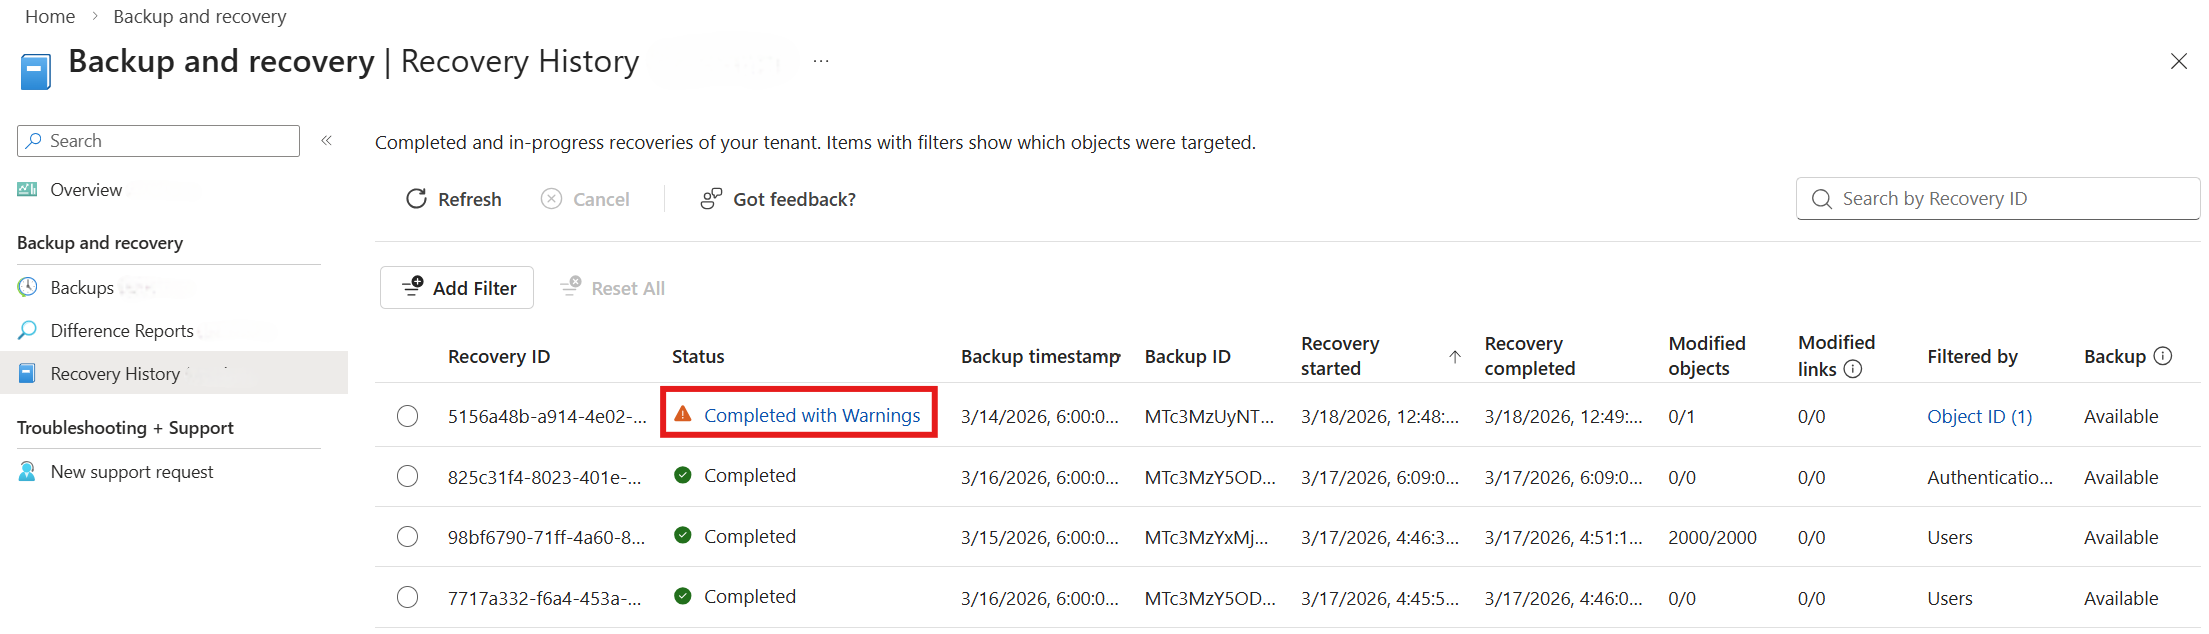 Home > Backup and recovery
Backup and recovery | Recovery History ...
Search «
Overview
Backup and recovery
Backups
Difference Reports
Recovery History
Troubleshooting + Support
New support request
Completed and in-progress recoveries of your tenant. Items with filters show which objects were targeted.
Refresh Cancel Got feedback? Search by Recovery ID
Add Filter Reset All
Recovery ID Status Backup timestamp Backup ID Recovery started ↑ Recovery completed Modified objects Modified links Filtered by Backup
5156a48b-a914-4e02-... Completed with Warnings 3/14/2026, 6:00:0... MTc3MzUyNT... 3/18/2026, 12:48:... 3/18/2026, 12:49:... 0/1 0/0 Object ID (1) Available
825c31f4-8023-401e-... Completed 3/16/2026, 6:00:0... MTc3MzY5OD... 3/17/2026, 6:09:0... 3/17/2026, 6:09:0... 0/0 0/0 Authenticatio... Available
98bf6790-71ff-4a60-8... Completed 3/15/2026, 6:00:0... MTc3MzYxMj... 3/17/2026, 4:46:3... 3/17/2026, 4:51:1... 2000/2000 0/0 Users Available
7717a332-f6a4-453a-... Completed 3/16/2026, 6:00:0... MTc3MzY5OD... 3/17/2026, 4:45:5... 3/17/2026, 4:46:0... 0/0 0/0 Users Available